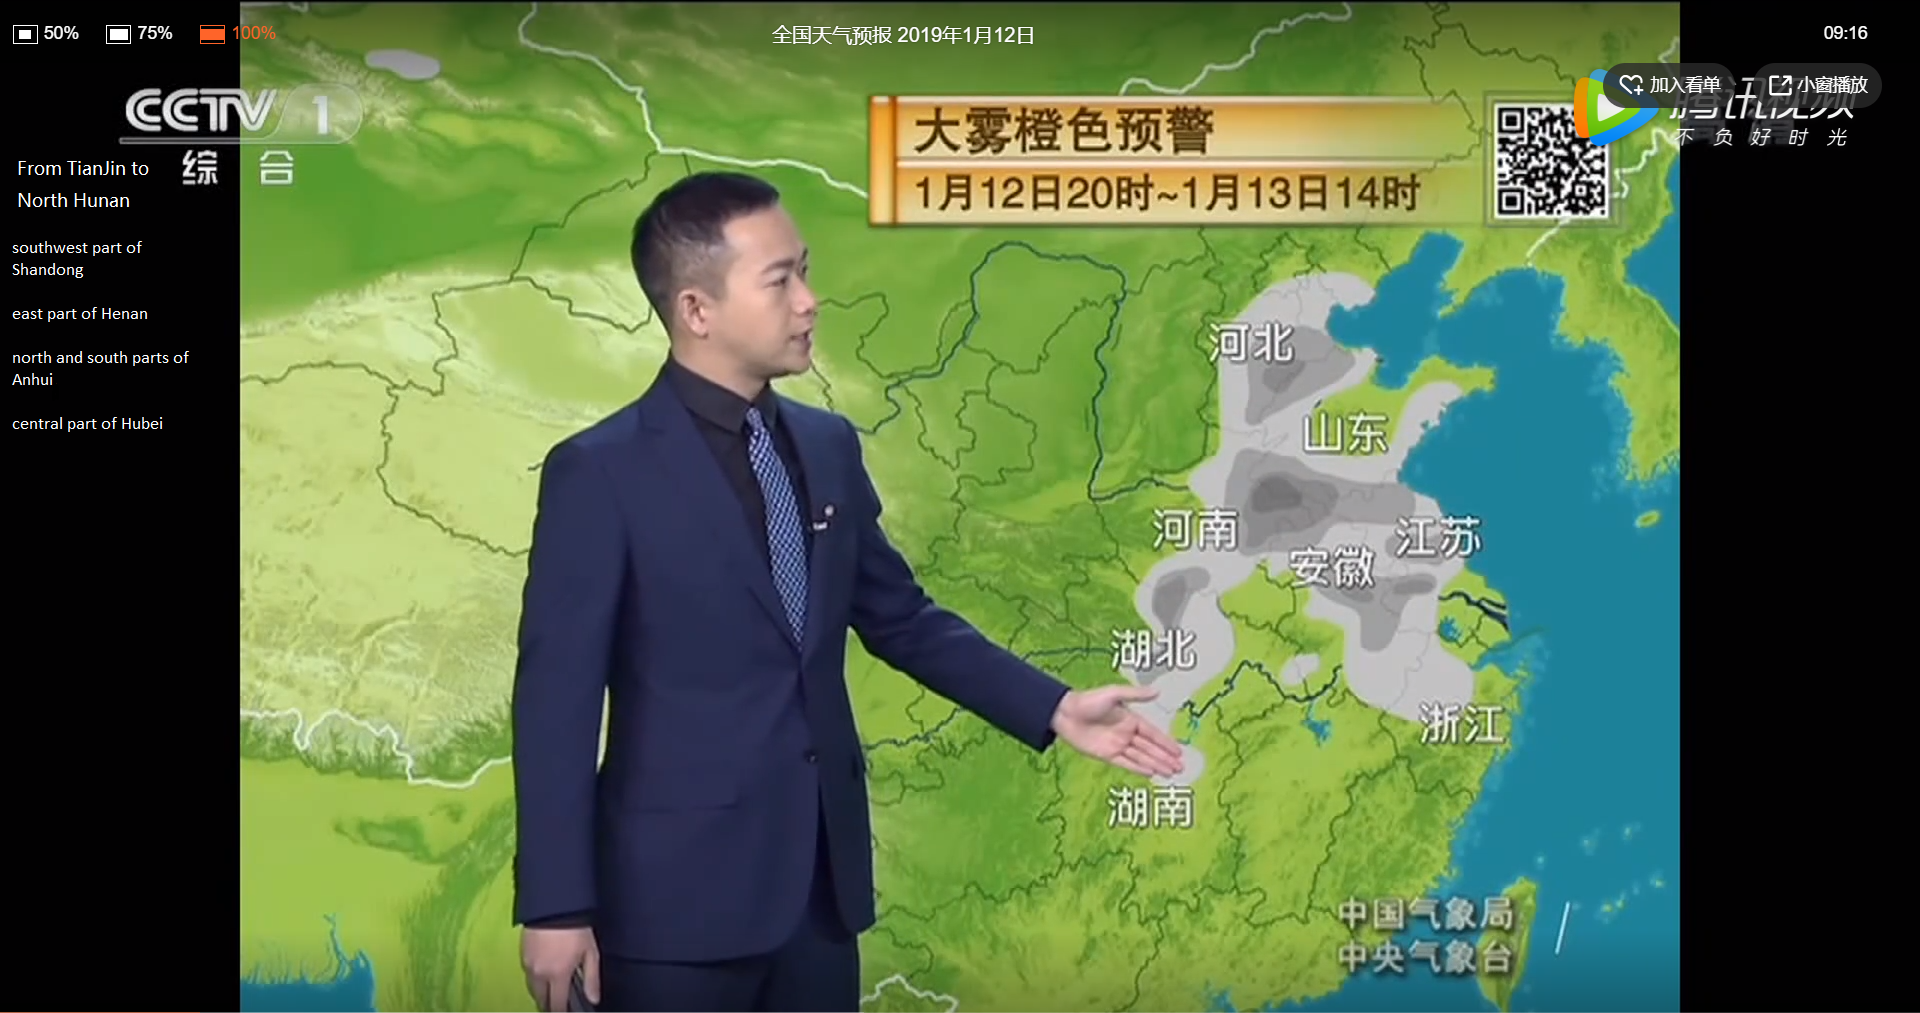 50% 75% 100%
全国天气预报 2019年1月12日
09:16
加入看单
小窗播放
CCTV 1
综合
腾讯视频
不负好时光
大雾橙色预警
1月12日20时~1月13日14时
From TianJin to
North Hunan
southwest part of
Shandong
east part of Henan
north and south parts of
Anhui
central part of Hubei
河北
山东
河南
江苏
安徽
湖北
浙江
湖南
中国气象局
中央气象台